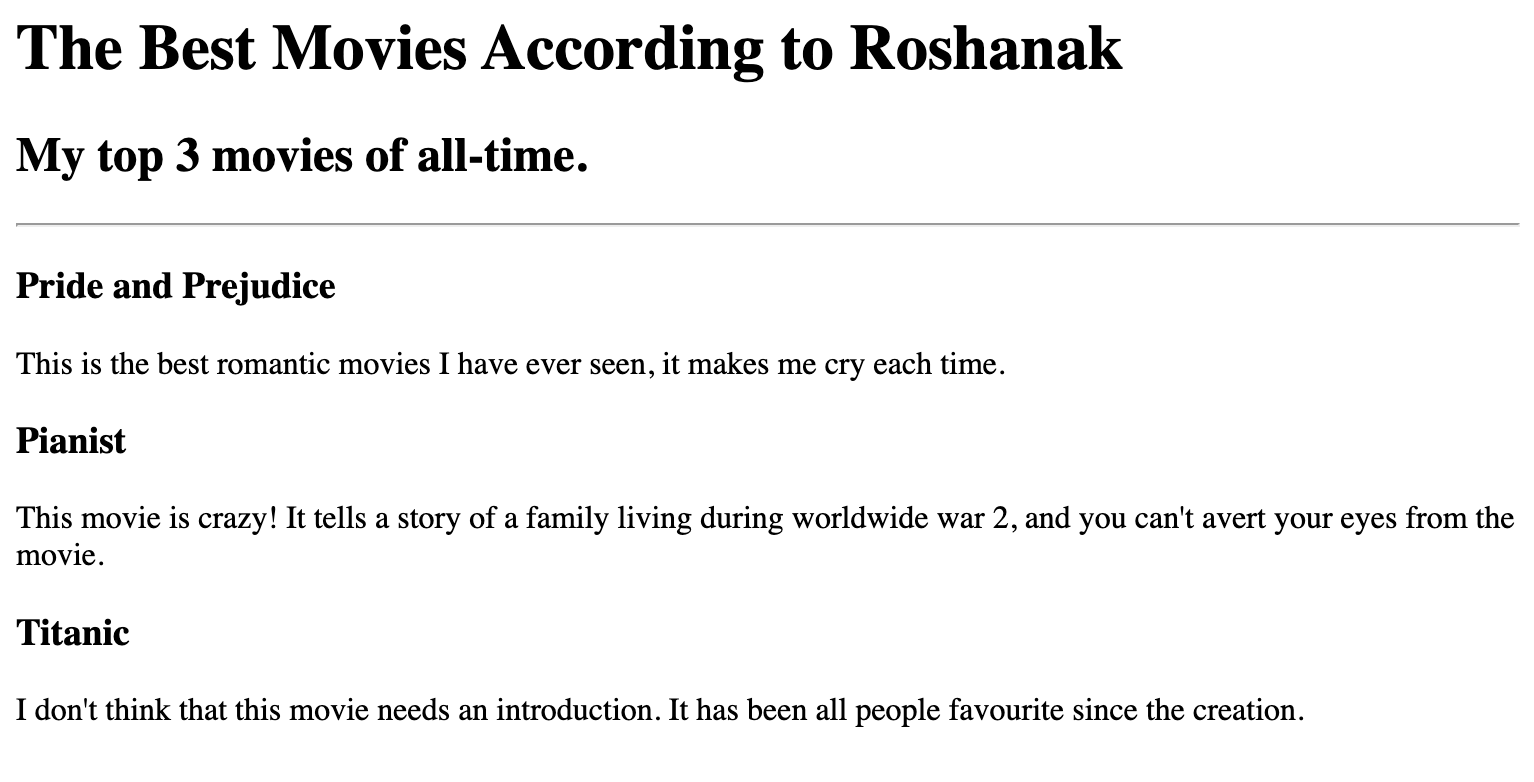 The Best Movies According to Roshanak
My top 3 movies of all-time.
Pride and Prejudice
This is the best romantic movies I have ever seen, it makes me cry each time.
Pianist
This movie is crazy! It tells a story of a family living during worldwide war 2, and you can't avert your eyes from the
movie.
Titanic
I don't think that this movie needs an introduction. It has been all people favourite since the creation.